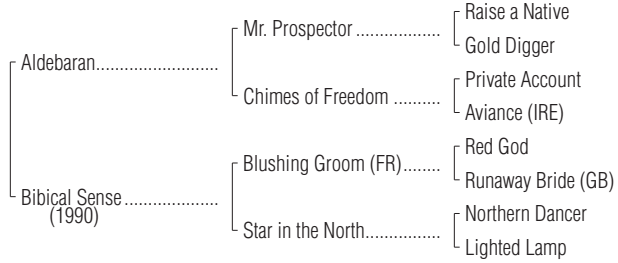 Raise a Native
Mr. Prospector ..................
Gold Digger
Aldebaran..........................
Private Account
Chimes of Freedom ..........
Aviance (IRE)
Red God
Blushing Groom (FR)........
Runaway Bride (GB)
Bibical Sense ....................
(1990)
Northern Dancer
Star in the North................
Lighted Lamp